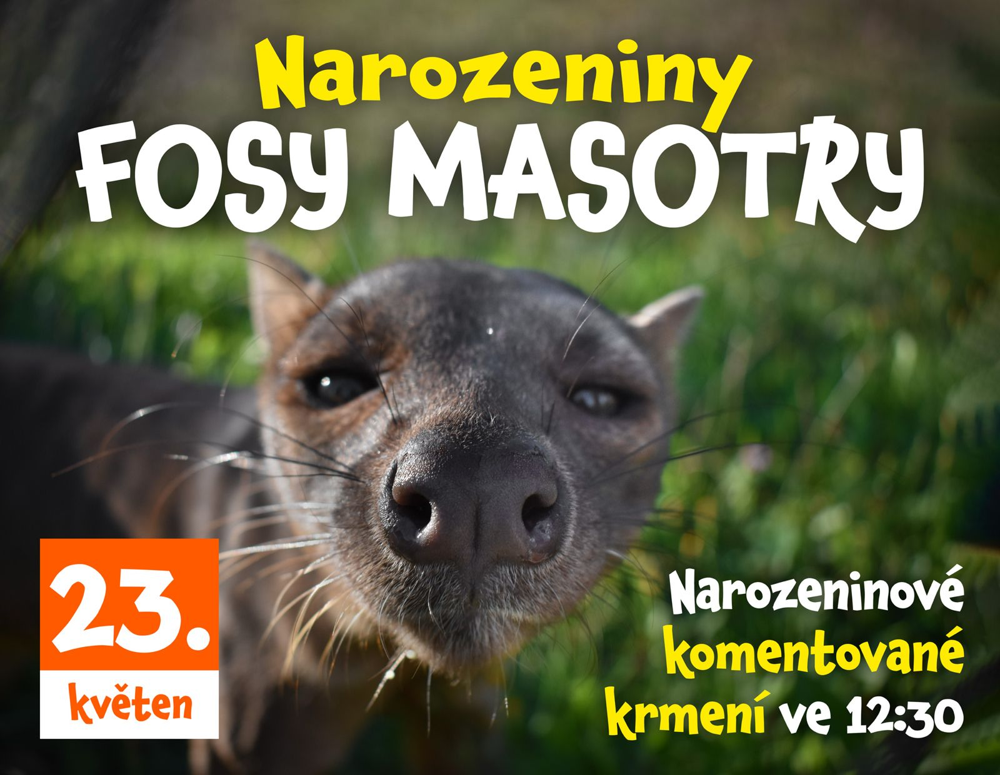 Narozeniny
FOSY MASOTRY
23.
květen
Narozeninové
komentované
krmení ve 12:30